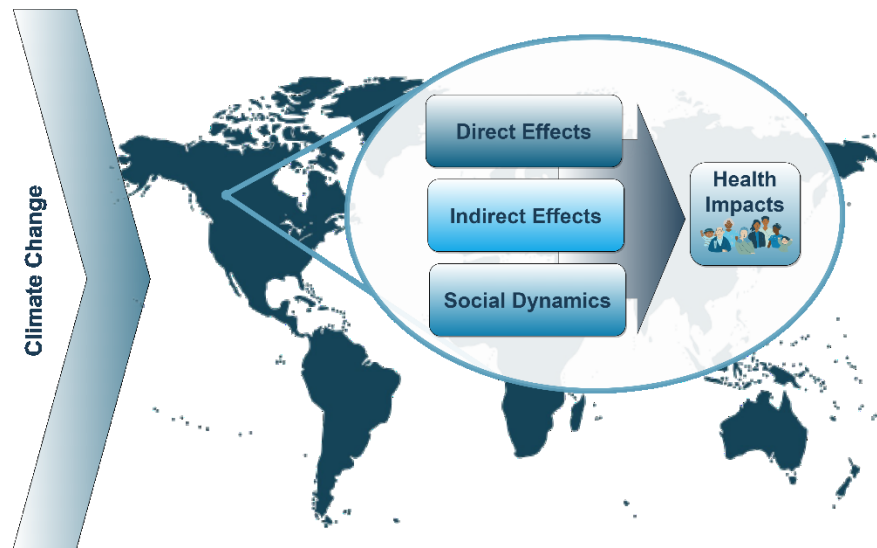 Climate Change
Direct Effects
Indirect Effects
Social Dynamics
Health
Impacts